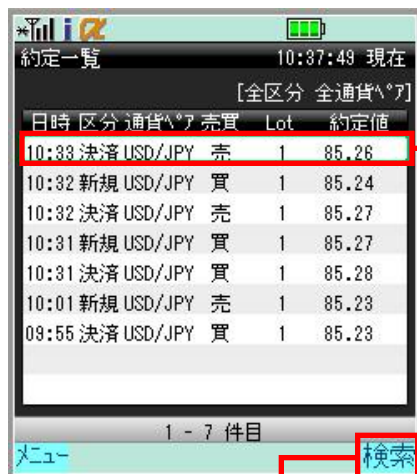 約定一覧 10:37:49 現在
[全区分 全通貨ﾍﾟｱ]
日時 区分 通貨ﾍﾟｱ 売買 Lot 約定値
10:33 決済 USD/JPY 売 1 85.26
10:32 新規 USD/JPY 買 1 85.24
10:32 決済 USD/JPY 売 1 85.27
10:31 新規 USD/JPY 買 1 85.27
10:31 決済 USD/JPY 買 1 85.28
10:01 新規 USD/JPY 売 1 85.23
09:55 決済 USD/JPY 買 1 85.23
1 - 7 件目
ﾒﾆｭｰ 検索